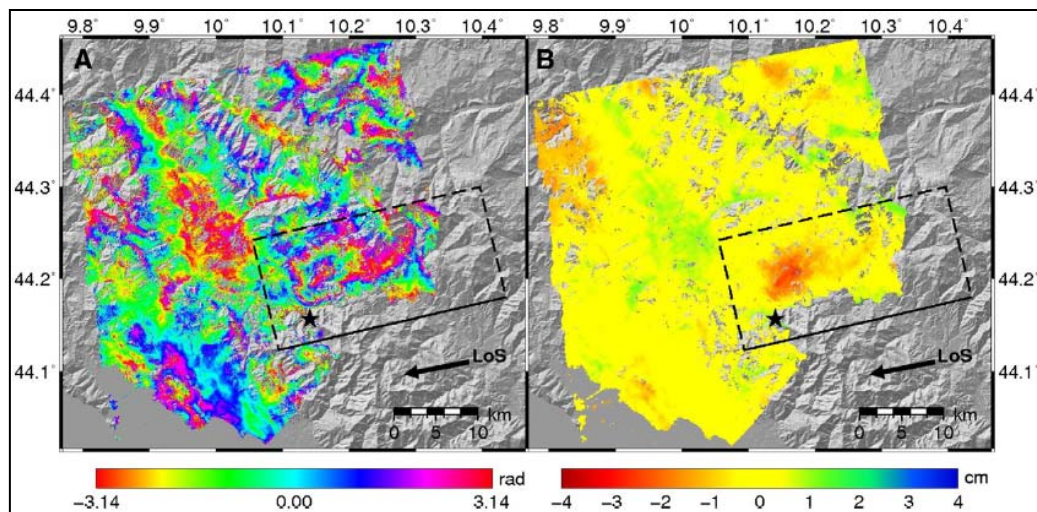 9.8° 9.9° 10° 10.1° 10.2° 10.3° 10.4° 9.8° 9.9° 10° 10.1° 10.2° 10.3° 10.4°
A B
44.4° 44.4°
44.3° 44.3°
44.2° 44.2°
44.1° 44.1°
LoS LoS
km km
0 5 10 0 5 10
rad cm
-3.14 0.00 3.14 -4 -3 -2 -1 0 1 2 3 4